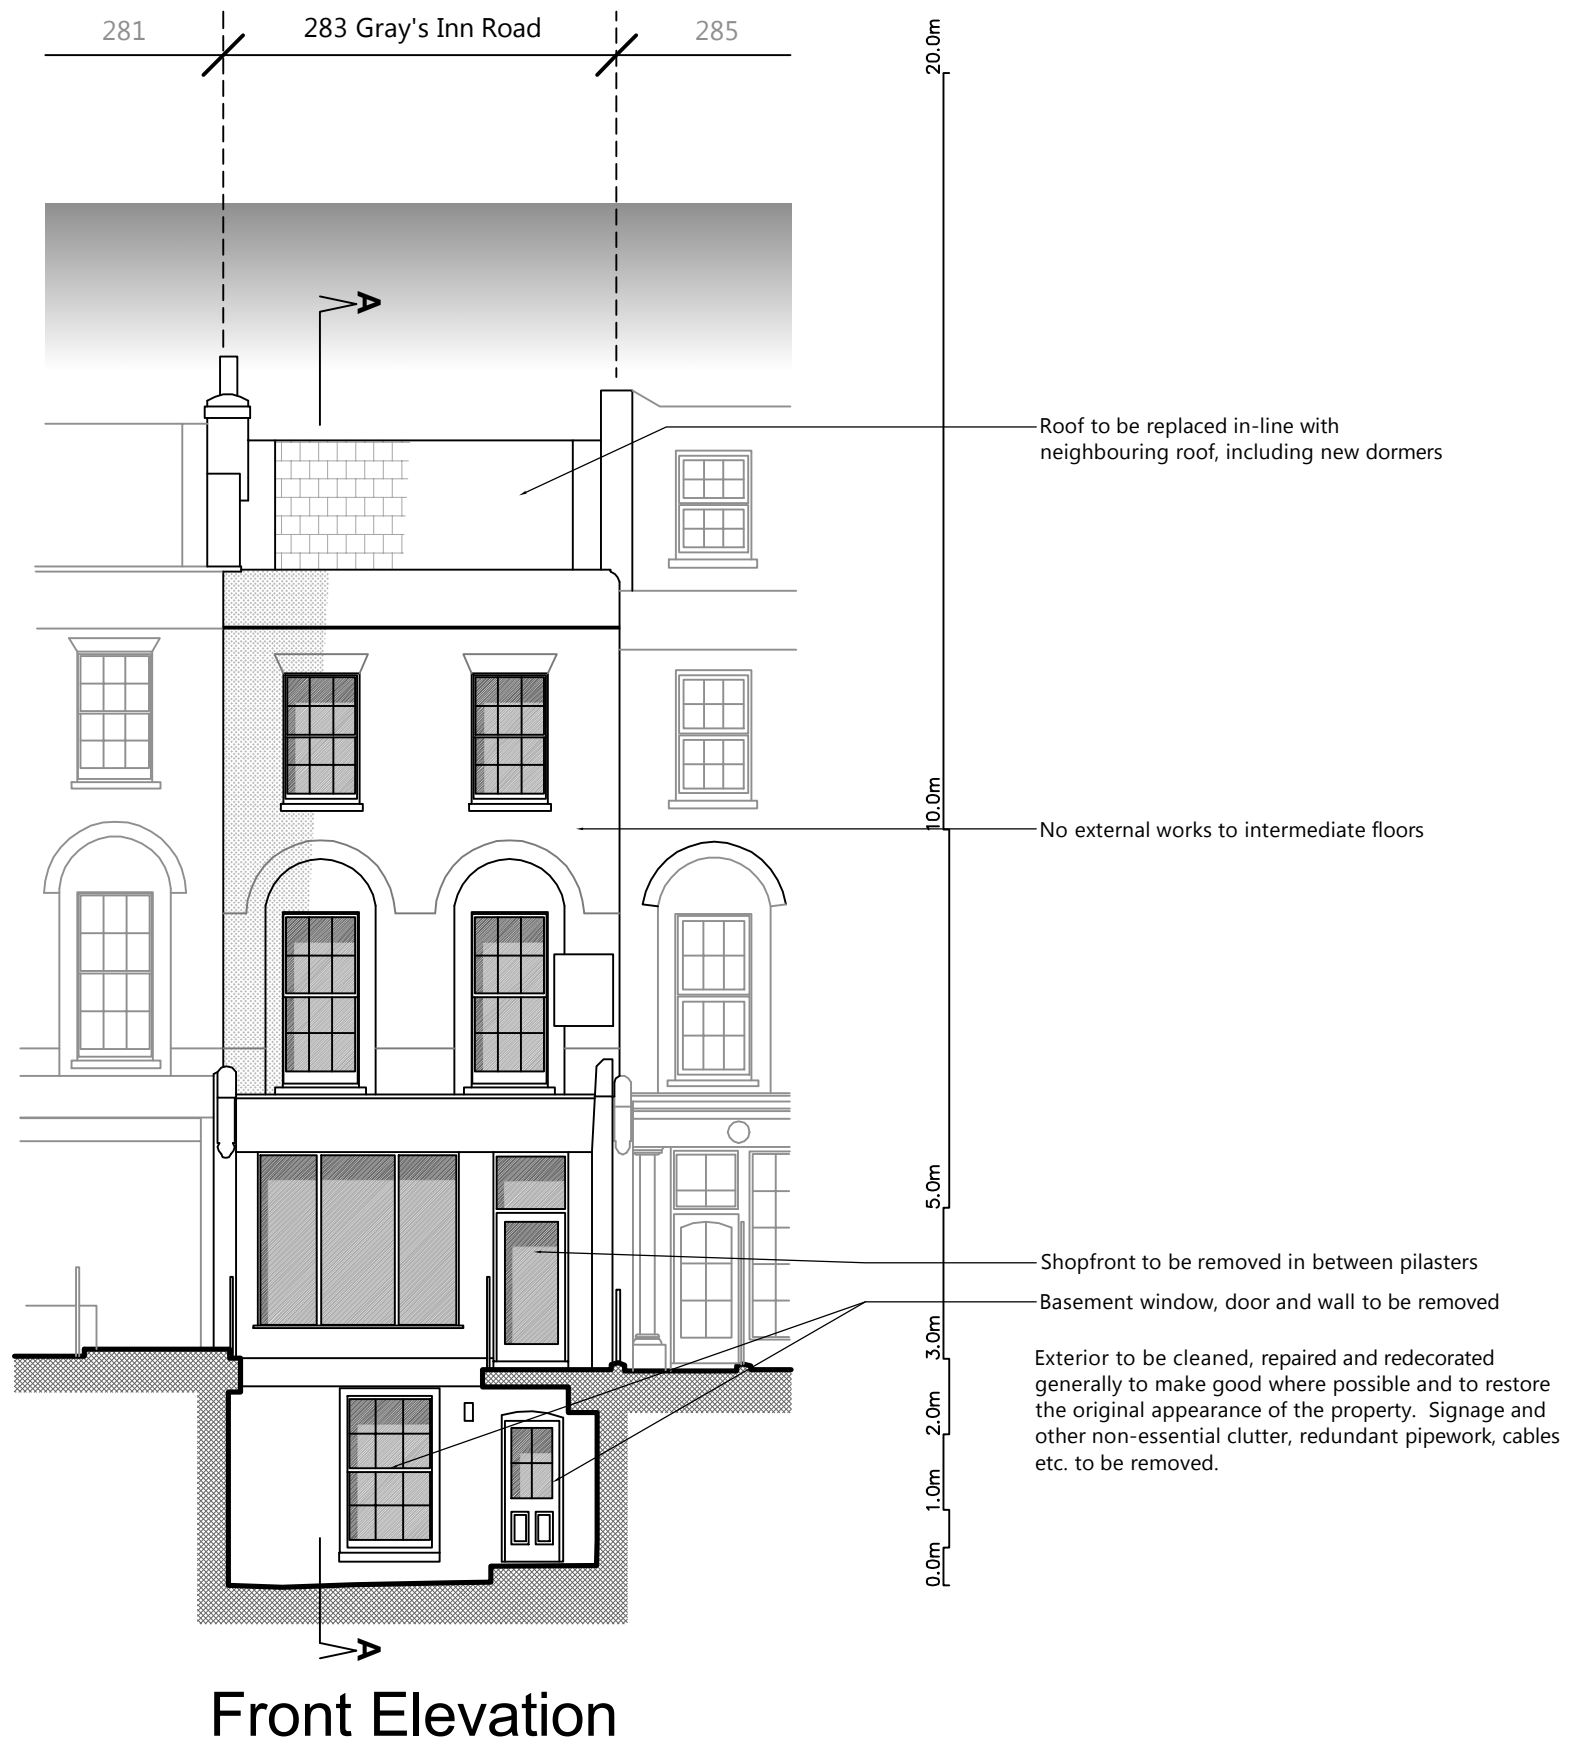 281
283 Gray's Inn Road
285
20.0m
A
Roof to be replaced in-line with
neighbouring roof, including new dormers
10.0m
No external works to intermediate floors
5.0m
Shopfront to be removed in between pilasters
Basement window, door and wall to be removed
3.0m
Exterior to be cleaned, repaired and redecorated
generally to make good where possible and to restore
the original appearance of the property. Signage and
other non-essential clutter, redundant pipework, cables
etc. to be removed.
2.0m
1.0m
0.0m
A
Front Elevation